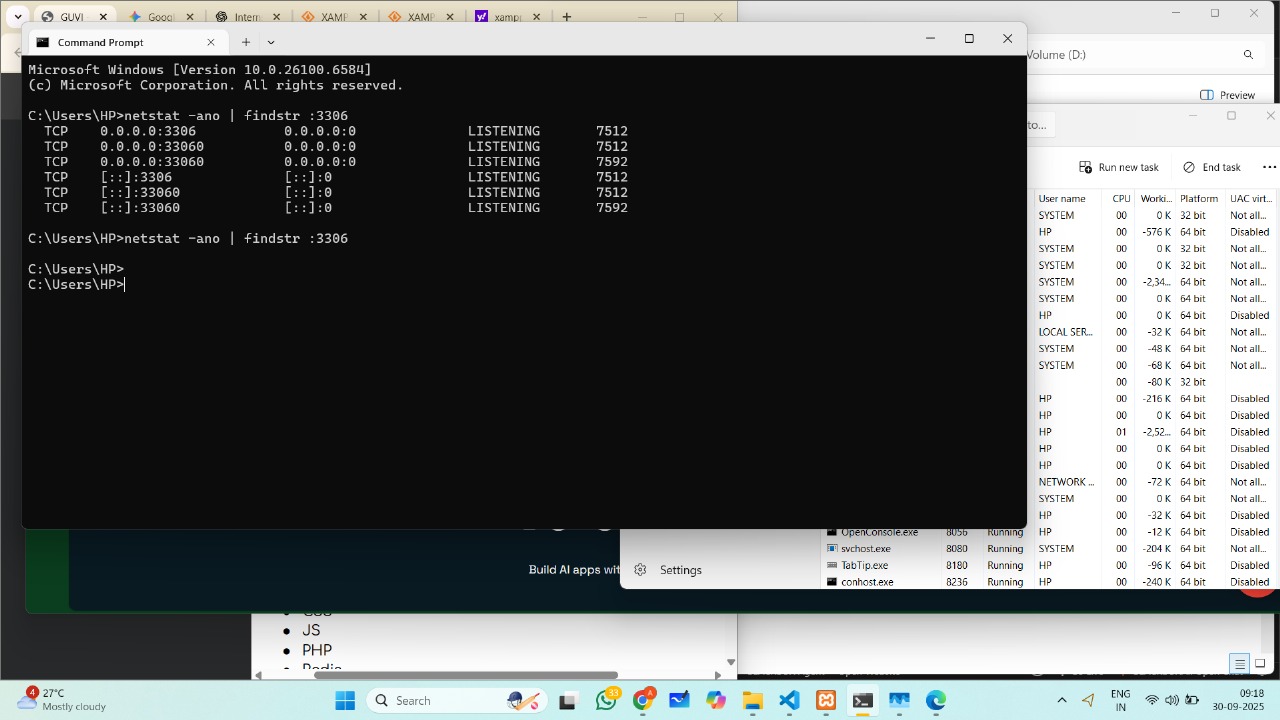 GUVI
Googl
Intern
XAMP
XAMP
xamp
Command Prompt
Volume (D:)
Preview
Microsoft Windows [Version 10.0.26100.6584]
(c) Microsoft Corporation. All rights reserved.
C:\Users\HP>netstat -ano | findstr :3306
TCP 0.0.0.0:3306 0.0.0.0:0 LISTENING 7512
TCP 0.0.0.0:33060 0.0.0.0:0 LISTENING 7512
TCP 0.0.0.0:33060 0.0.0.0:0 LISTENING 7592
TCP [::]:3306 [::]:0 LISTENING 7512
TCP [::]:33060 [::]:0 LISTENING 7512
TCP [::]:33060 [::]:0 LISTENING 7592
C:\Users\HP>netstat -ano | findstr :3306
C:\Users\HP>
C:\Users\HP>
to...
Run new task End task
User name CPU Worki... Platform UAC virt...
SYSTEM 00 0 K 32 bit Not all...
HP 00 -576 K 64 bit Disabled
SYSTEM 00 0 K 32 bit Not all...
SYSTEM 00 0 K 32 bit Not all...
SYSTEM 00 -2,34... 64 bit Not all...
SYSTEM 00 0 K 64 bit Not all...
HP 00 0 K 64 bit Disabled
LOCAL SER... 00 -32 K 64 bit Not all...
SYSTEM 00 -48 K 64 bit Not all...
SYSTEM 00 -68 K 64 bit Not all...
00 -80 K 32 bit
HP 00 -216 K 64 bit Disabled
HP 00 0 K 64 bit Disabled
HP 01 -2,52... 64 bit Disabled
HP 00 0 K 64 bit Disabled
HP 00 0 K 64 bit Disabled
NETWORK ... 00 -72 K 64 bit Not all...
SYSTEM 00 0 K 64 bit Not all...
HP 00 -32 K 64 bit Disabled
OpenConsole.exe 8056 Running HP 00 -12 K 64 bit Disabled
svchost.exe 8080 Running SYSTEM 00 -204 K 64 bit Not all...
TabTip.exe 8180 Running HP 00 -96 K 64 bit Disabled
conhost.exe 8236 Running HP 00 -240 K 64 bit Disabled
Settings
Build AI apps wit
JS
PHP
4
27°C
Mostly cloudy
Search
33
A
ENG
IN
09:18
30-09-2025